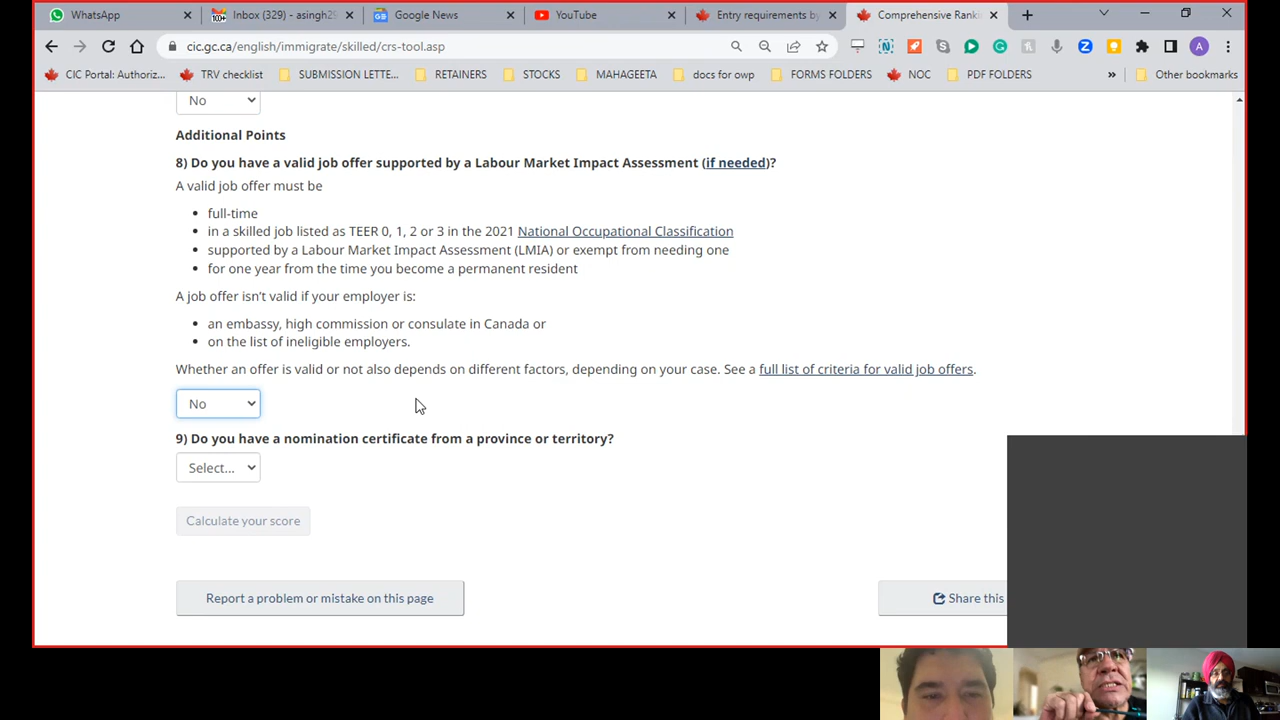 WhatsApp
Inbox (329) - asingh29
Google News
YouTube
Entry requirements by
Comprehensive Ranki
cic.gc.ca/english/immigrate/skilled/crs-tool.asp
CIC Portal: Authoriz...
TRV checklist
SUBMISSION LETTE...
RETAINERS
STOCKS
MAHAGEETA
docs for owp
FORMS FOLDERS
NOC
PDF FOLDERS
»
Other bookmarks
No
Additional Points
8) Do you have a valid job offer supported by a Labour Market Impact Assessment (if needed)?
A valid job offer must be
• full-time
• in a skilled job listed as TEER 0, 1, 2 or 3 in the 2021 National Occupational Classification
• supported by a Labour Market Impact Assessment (LMIA) or exempt from needing one
• for one year from the time you become a permanent resident
A job offer isn’t valid if your employer is:
• an embassy, high commission or consulate in Canada or
• on the list of ineligible employers.
Whether an offer is valid or not also depends on different factors, depending on your case. See a full list of criteria for valid job offers.
No
9) Do you have a nomination certificate from a province or territory?
Select...
Calculate your score
Report a problem or mistake on this page
Share this